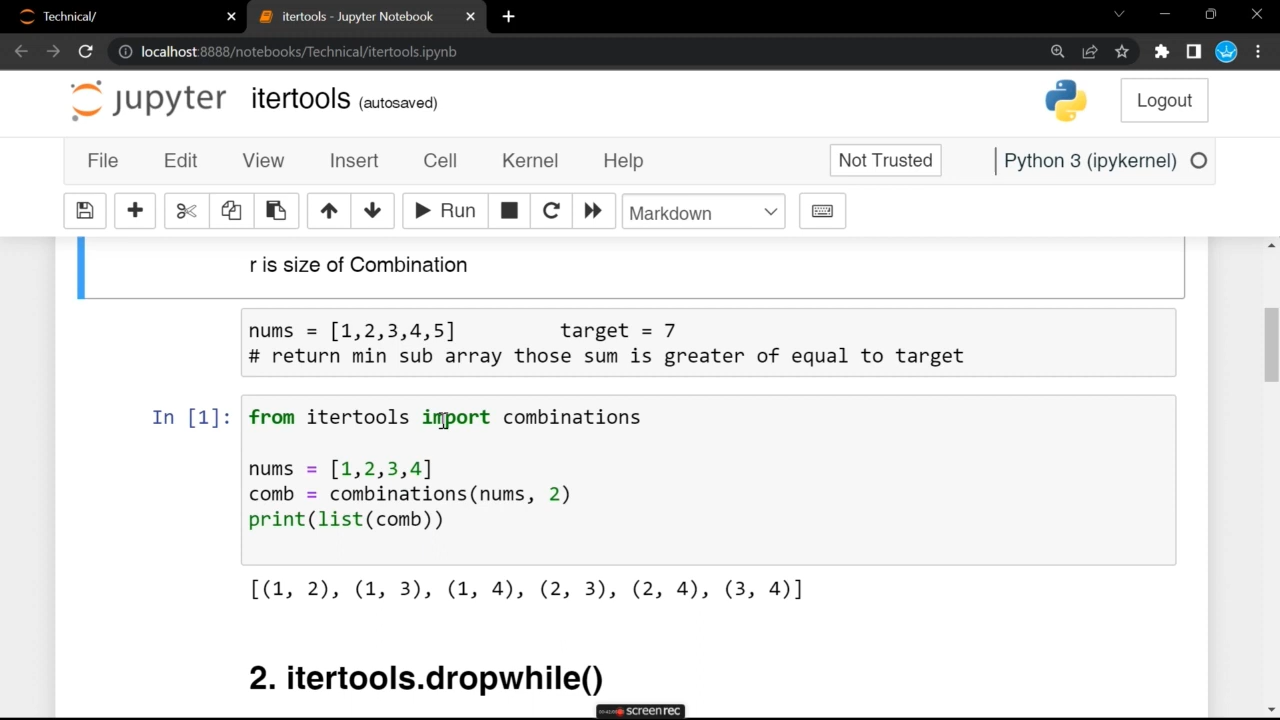 Technical/
itertools - Jupyter Notebook
localhost:8888/notebooks/Technical/itertools.ipynb
jupyter itertools (autosaved)
Logout
File Edit View Insert Cell Kernel Help
Not Trusted
Python 3 (ipykernel)
Run
Markdown
r is size of Combination
nums = [1,2,3,4,5] target = 7
# return min sub array those sum is greater of equal to target
In [1]:
from itertools import combinations
nums = [1,2,3,4]
comb = combinations(nums, 2)
print(list(comb))
[(1, 2), (1, 3), (1, 4), (2, 3), (2, 4), (3, 4)]
2. itertools.dropwhile()
screenrec